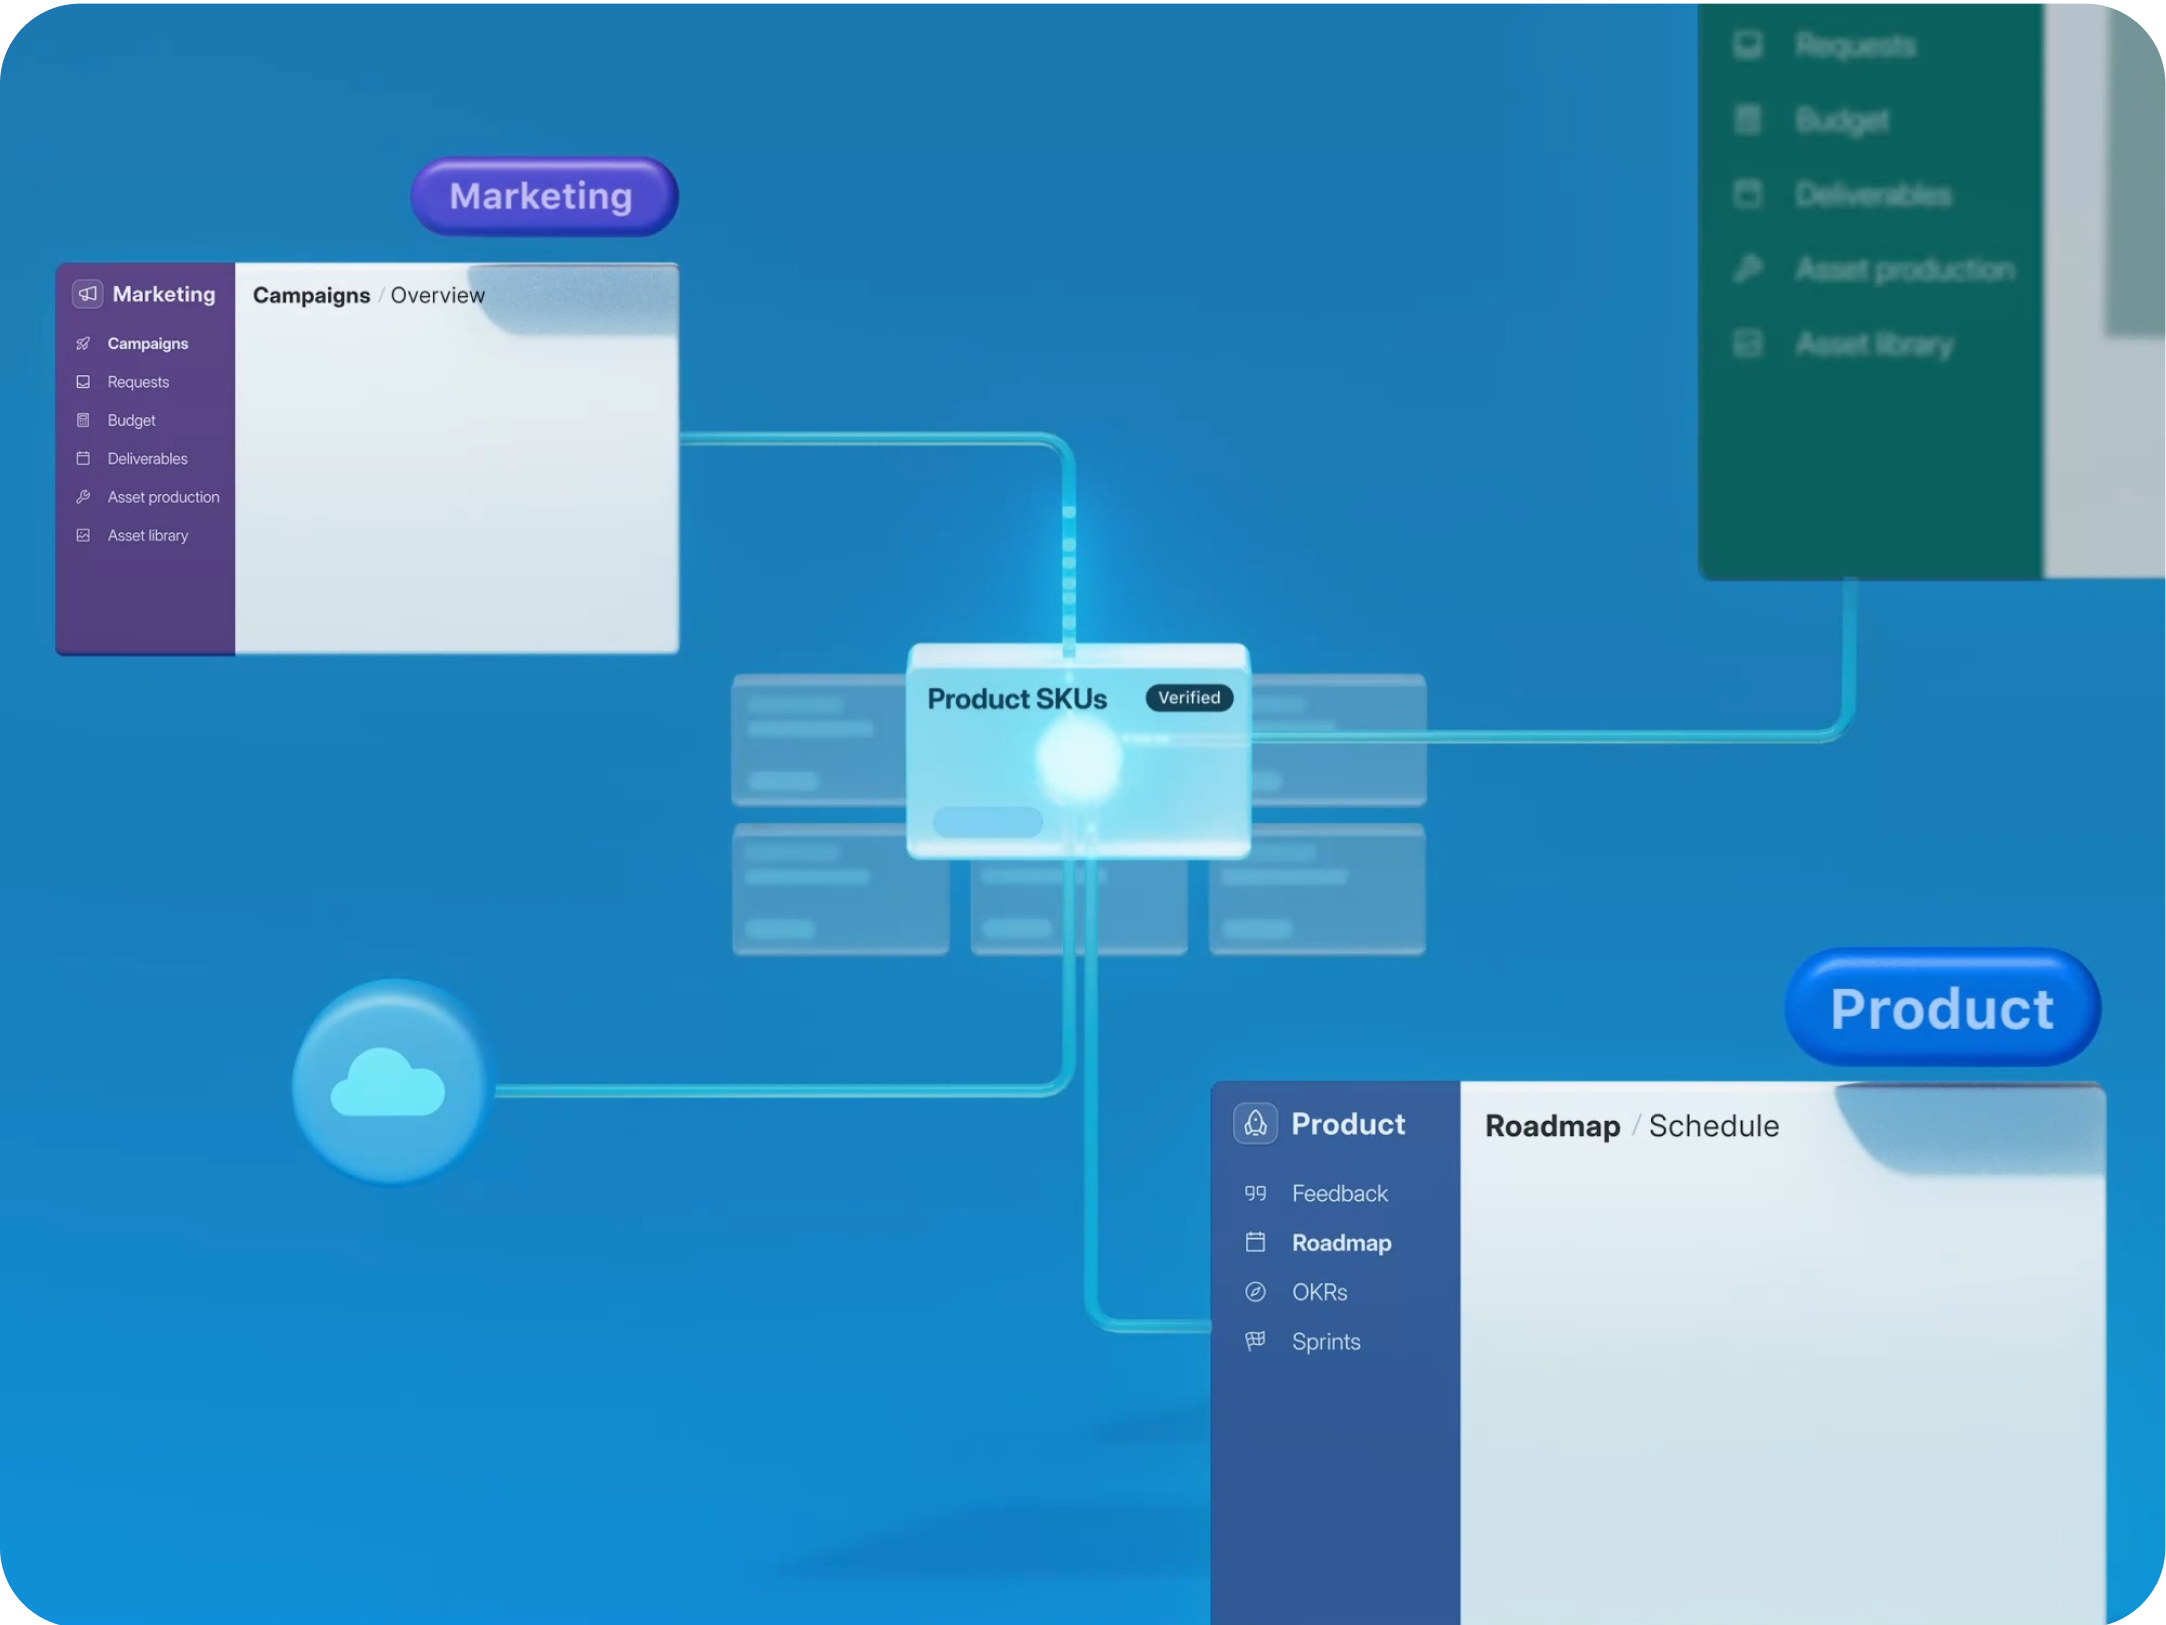 Marketing
Marketing
Campaigns / Overview
Campaigns
Requests
Budget
Deliverables
Asset production
Asset library
Requests
Budget
Deliverables
Asset production
Asset library
Product SKUs
Verified
Product
Product
Roadmap / Schedule
Feedback
Roadmap
OKRs
Sprints